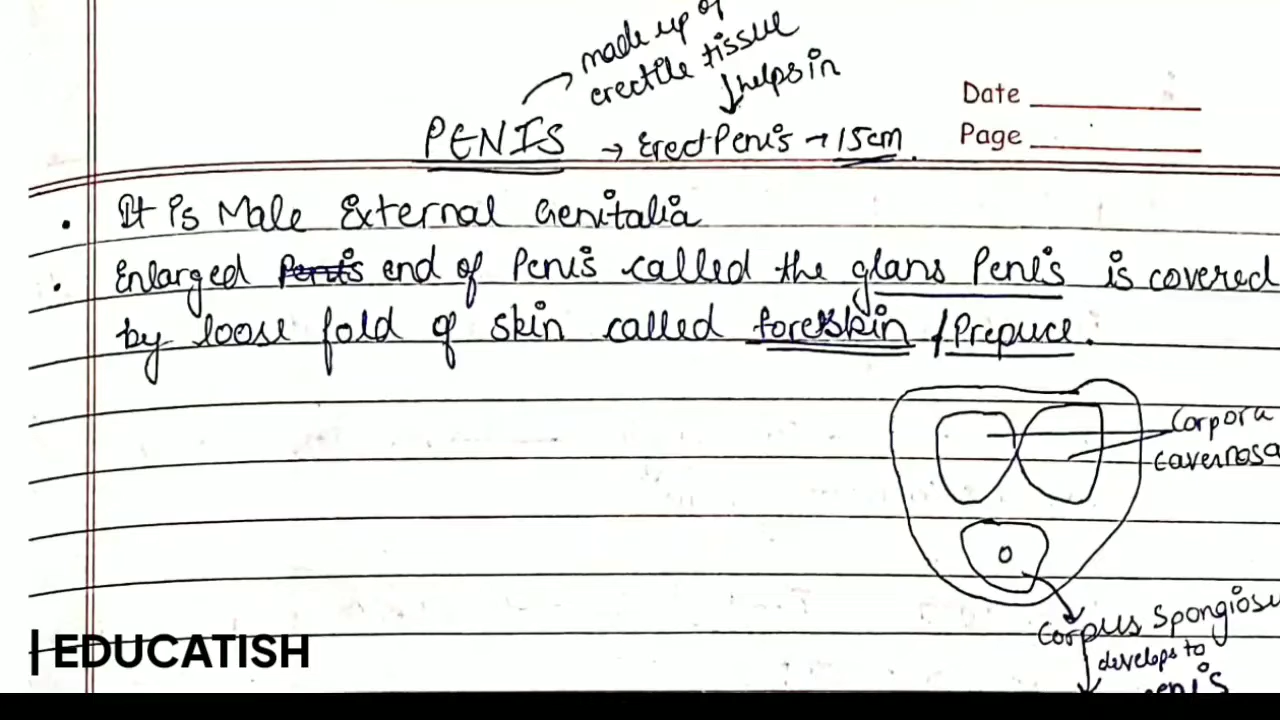 made up of
erectile tissue
helps in
Date
PENIS → Erect Penis → 15cm.
Page
• It is Male External Genitalia
• Enlarged end of Penis called the glans Penis is covered
by loose fold of skin called foreskin / Prepuce.
Corpora
cavernosa
Corpus Spongiosu
develops to
penis
| EDUCATISH